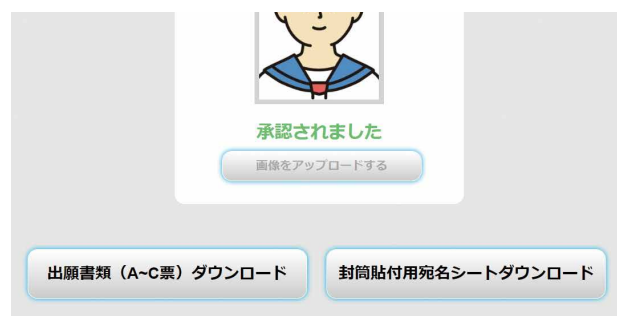 承認されました
画像をアップロードする
出願書類（A~C票）ダウンロード
封筒貼付用宛名シートダウンロード